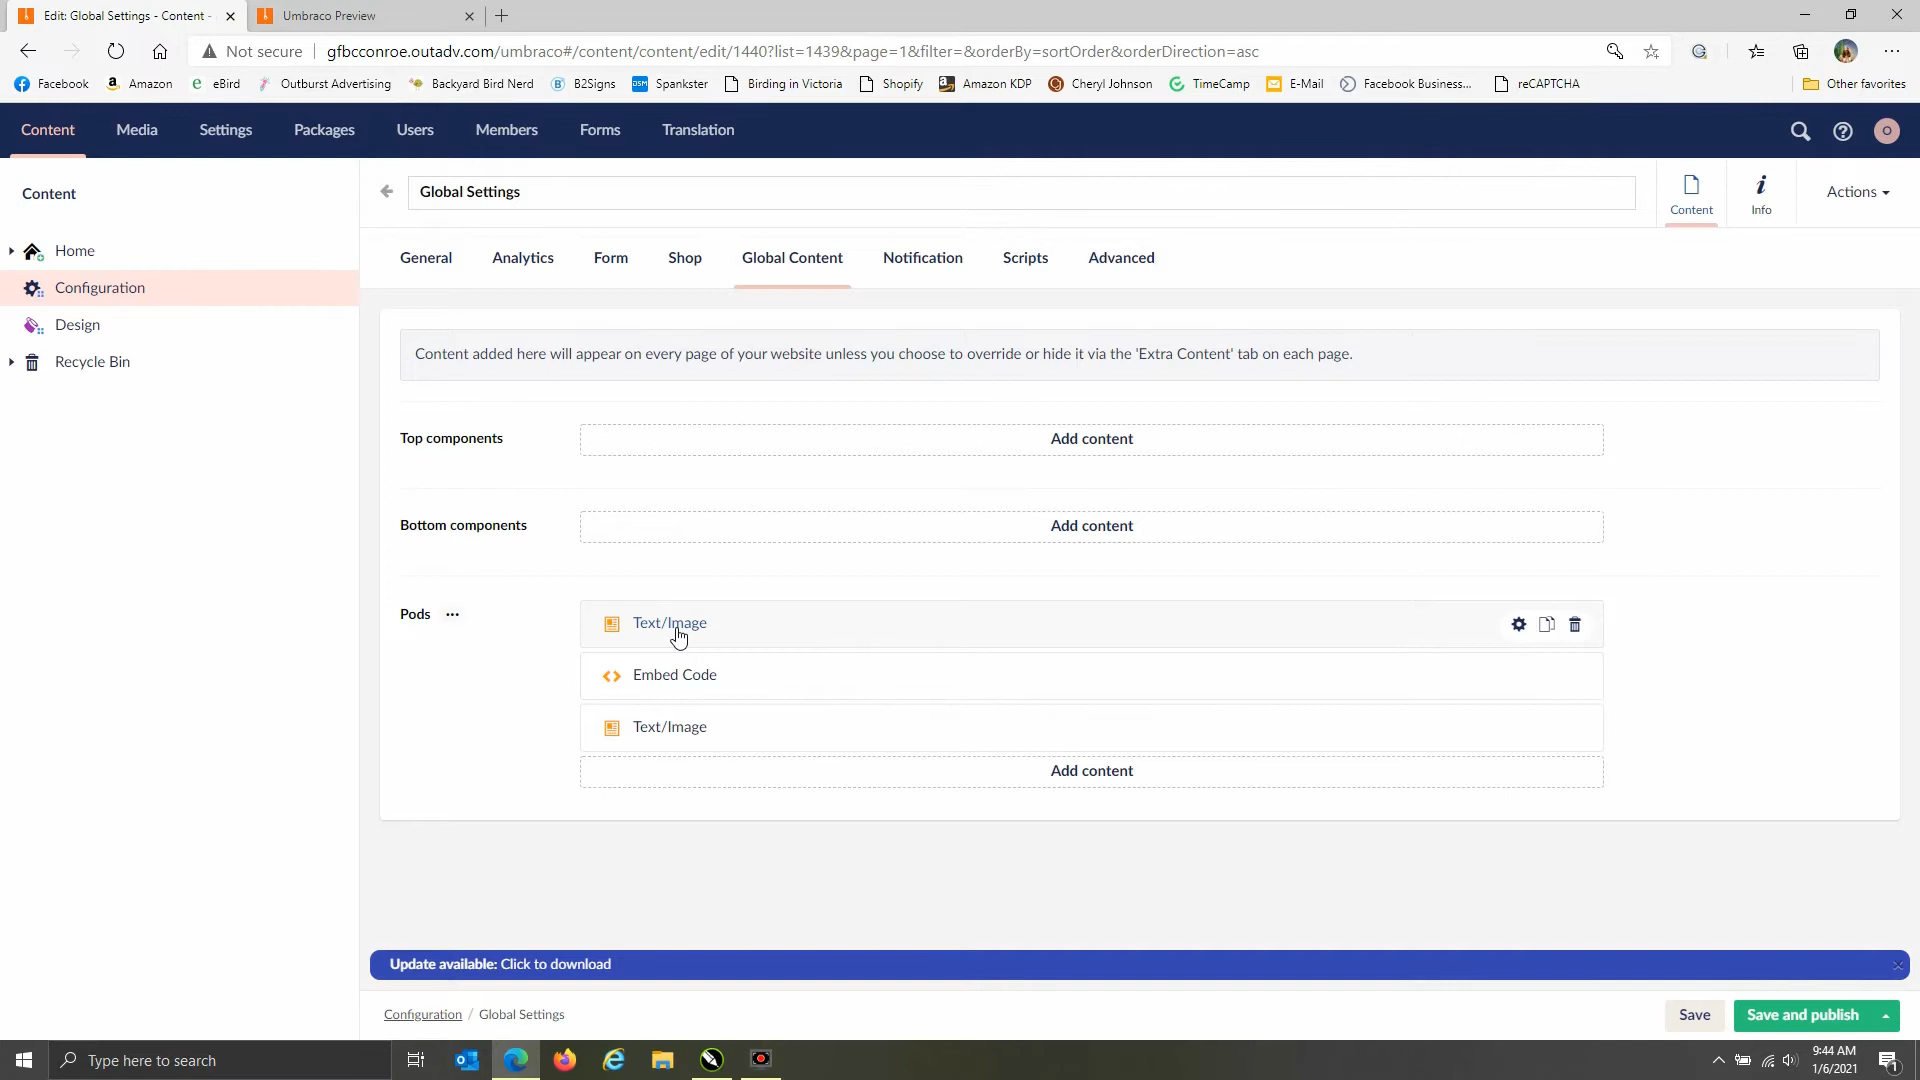 Edit: Global Settings - Content -
Umbraco Preview
Not secure
gfbcconroe.outadv.com/umbraco#/content/content/edit/1440?list=1439&page=1&filter=&orderBy=sortOrder&orderDirection=asc
Facebook
Amazon
eBird
Outburst Advertising
Backyard Bird Nerd
B2Signs
Spankster
Birding in Victoria
Shopify
Amazon KDP
Cheryl Johnson
TimeCamp
E-Mail
Facebook Business...
reCAPTCHA
Other favorites
Content
Media
Settings
Packages
Users
Members
Forms
Translation
O
Content
Home
Configuration
Design
Recycle Bin
Global Settings
Content
Info
Actions
General
Analytics
Form
Shop
Global Content
Notification
Scripts
Advanced
Content added here will appear on every page of your website unless you choose to override or hide it via the 'Extra Content' tab on each page.
Top components
Add content
Bottom components
Add content
Pods
Text/Image
Embed Code
Text/Image
Add content
Update available: Click to download
Configuration / Global Settings
Save
Save and publish
Type here to search
9:44 AM
1/6/2021
1